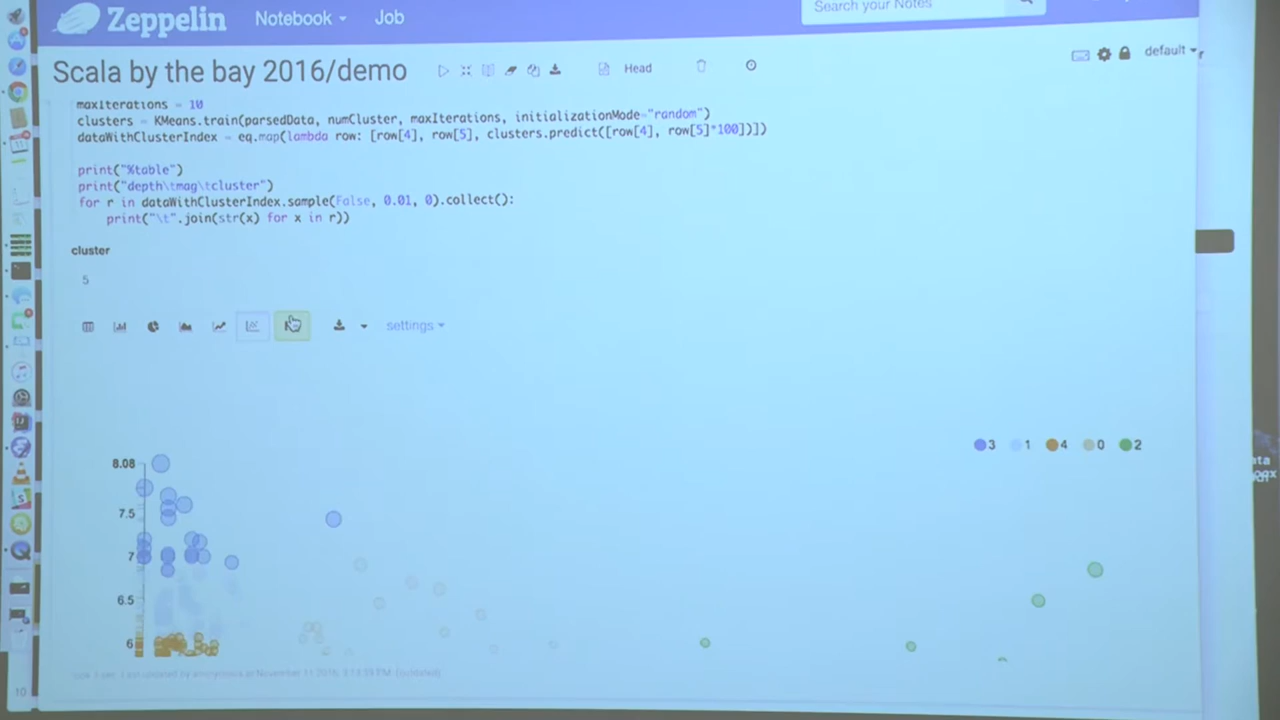 Zeppelin Notebook Job Search your Notes
Scala by the bay 2016/demo Head default
maxIterations = 10
clusters = KMeans.train(parsedData, numCluster, maxIterations, initializationMode="random")
dataWithClusterIndex = eq.map(lambda row: [row[4], row[5], clusters.predict([row[4], row[5]*100])])
print("%table")
print("depth\tmag\tcluster")
for r in dataWithClusterIndex.sample(False, 0.01, 0).collect():
print("\t".join(str(x) for x in r))
cluster
5
settings
3 1 4 0 2
8.08
7.5
7
6.5
6
10